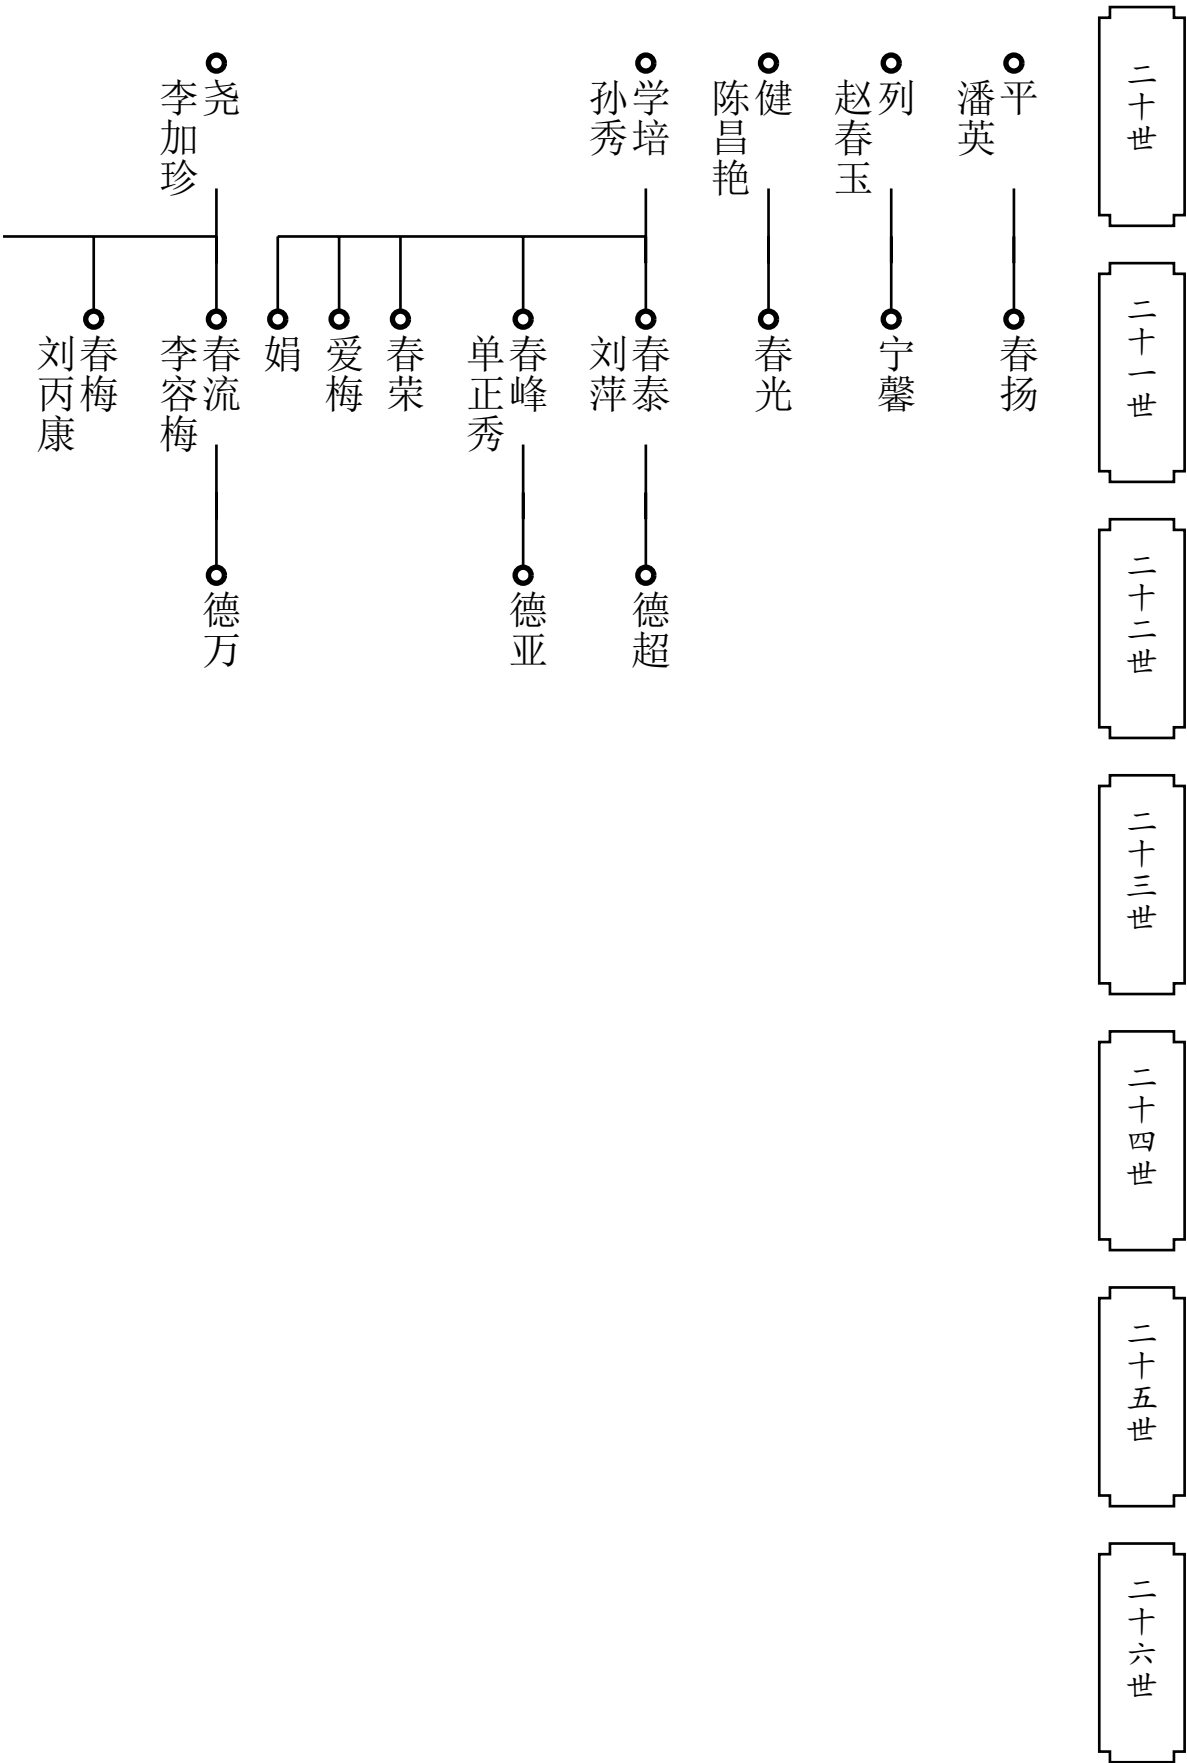 二十世
平
潘英
列
赵春玉
健
陈昌艳
学培
孙秀
尧
李加珍
二十一世
春扬
宁馨
春光
春泰
刘萍
春峰
单正秀
春荣
爱梅
娟
春流
李容梅
春梅
刘丙康
二十二世
德超
德亚
德万
二十三世
二十四世
二十五世
二十六世